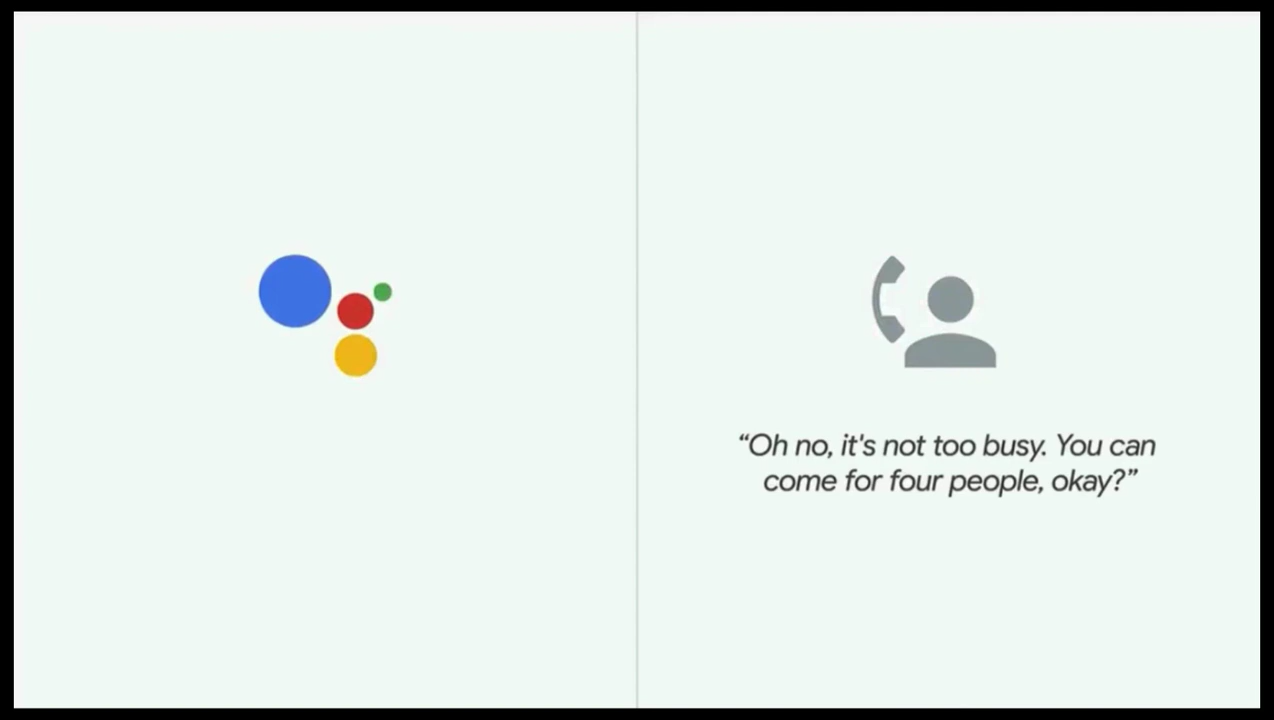 “Oh no, it's not too busy. You can
come for four people, okay?”